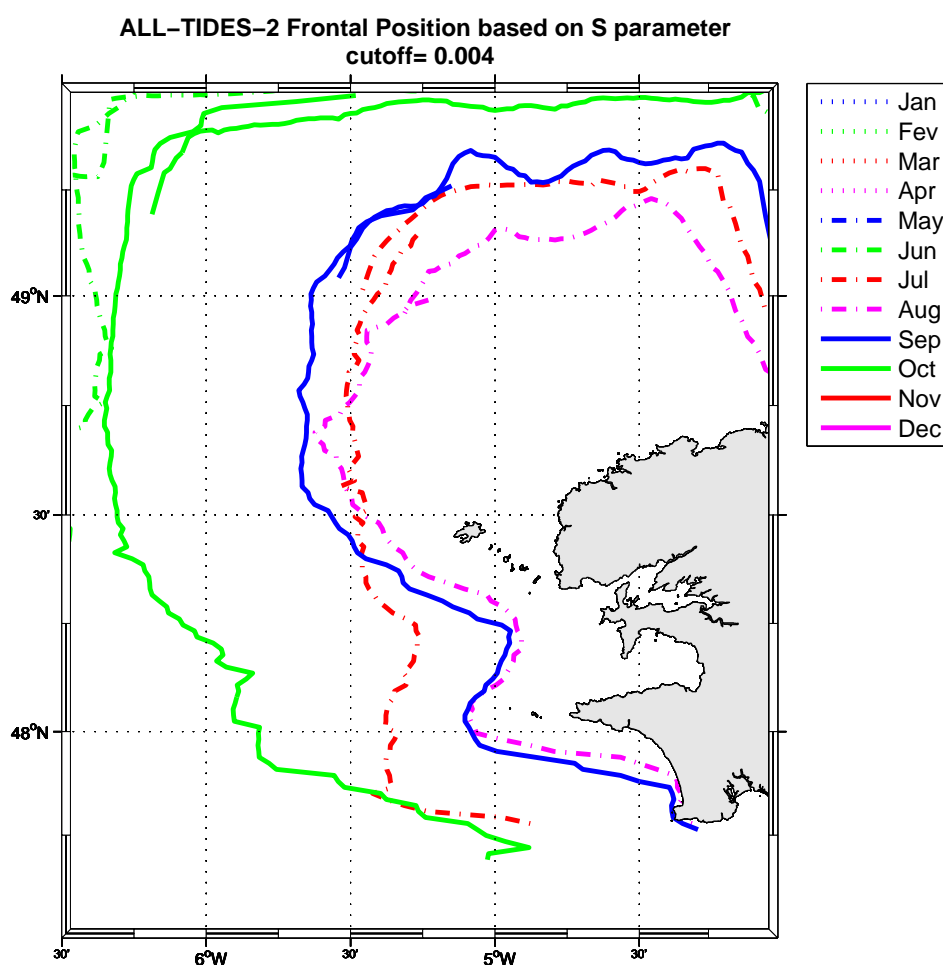 ALL−TIDES−2 Frontal Position based on S parameter
cutoff= 0.004
Jan
Fev
Mar
Apr
May
Jun
Jul
Aug
Sep
Oct
Nov
Dec
49°N
30'
48°N
30'
6°W
30'
5°W
30'